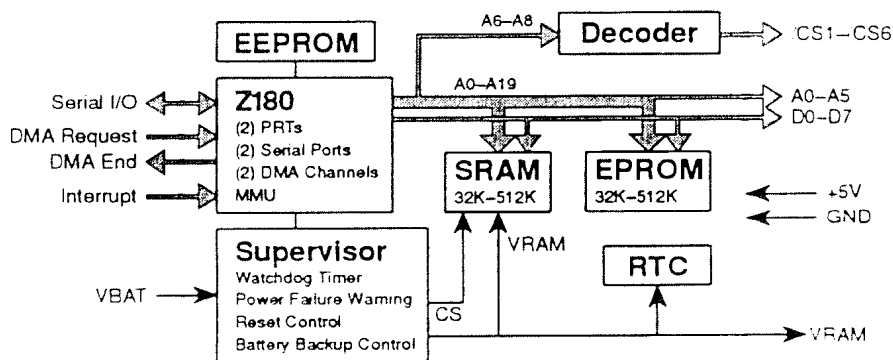 A6–A8
Decoder
CS1–CS6
EEPROM
A0–A19
Z180
(2) PRTs
(2) Serial Ports
(2) DMA Channels
MMU
Serial I/O
DMA Request
DMA End
Interrupt
A0–A5
D0–D7
SRAM
32K–512K
EPROM
32K–512K
+5V
GND
VRAM
Supervisor
Watchdog Timer
Power Failure Warning
Reset Control
Battery Backup Control
VBAT
CS
RTC
VRAM